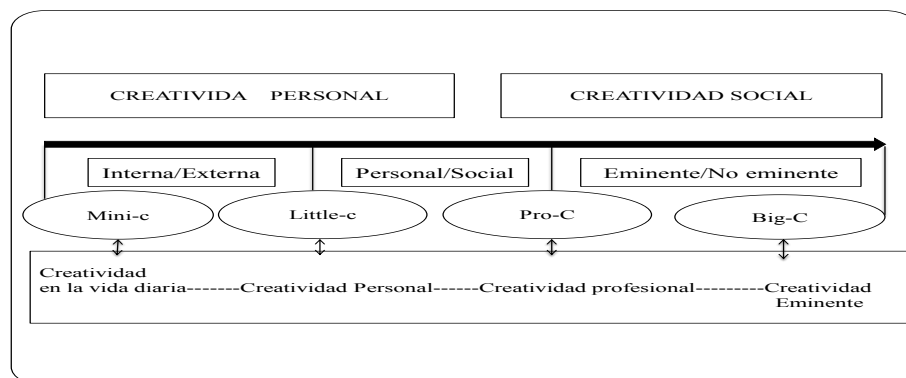 CREATIVIDA PERSONAL
CREATIVIDAD SOCIAL
Interna/Externa
Personal/Social
Eminente/No eminente
Mini-c
Little-c
Pro-C
Big-C
Creatividad
en la vida diaria-------Creatividad Personal------Creatividad profesional---------Creatividad
Eminente